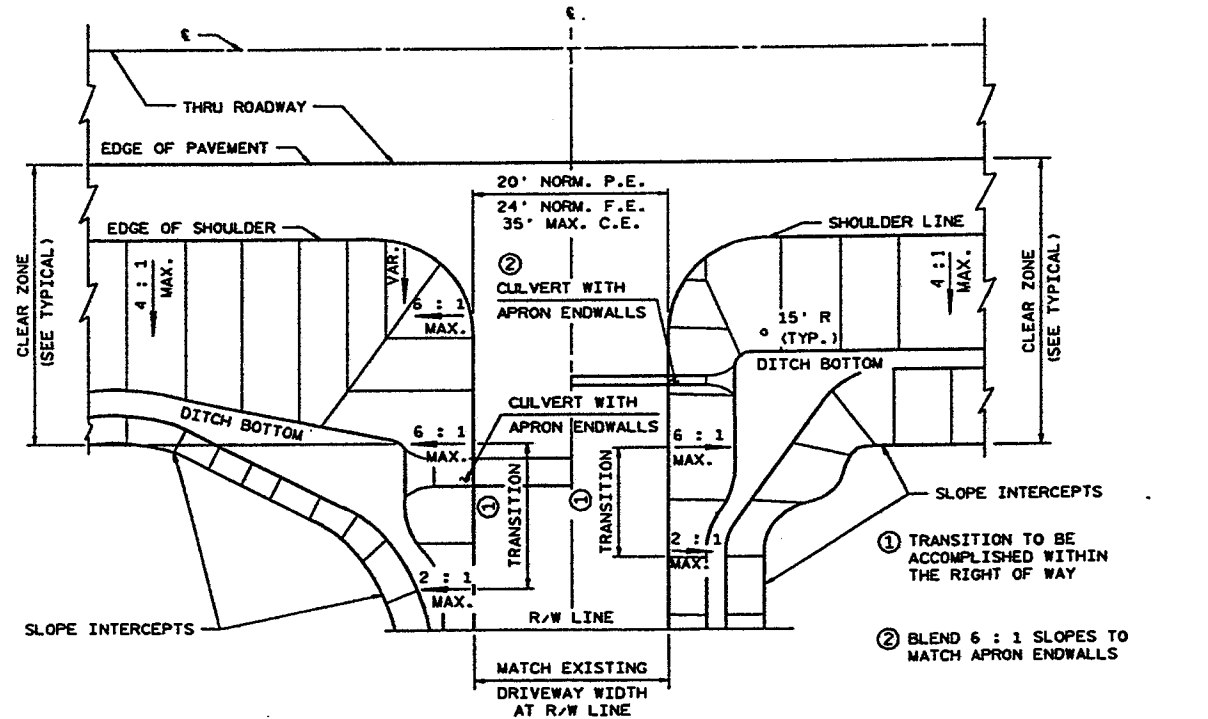 ℄
℄
THRU ROADWAY
EDGE OF PAVEMENT
20' NORM. P.E.
24' NORM. F.E.
35' MAX. C.E.
EDGE OF SHOULDER
SHOULDER LINE
CLEAR ZONE
(SEE TYPICAL)
4 : 1
MAX.
VAR.
6 : 1
MAX.
②
CULVERT WITH
APRON ENDWALLS
15' R
(TYP.)
4:1
MAX.
CLEAR ZONE
(SEE TYPICAL)
DITCH BOTTOM
DITCH BOTTOM
CULVERT WITH
APRON ENDWALLS
6 : 1
MAX.
6 : 1
MAX.
①
TRANSITION
①
TRANSITION
SLOPE INTERCEPTS
2 : 1
MAX.
2 : 1
MAX.
① TRANSITION TO BE
ACCOMPLISHED WITHIN
THE RIGHT OF WAY
R/W LINE
SLOPE INTERCEPTS
② BLEND 6 : 1 SLOPES TO
MATCH APRON ENDWALLS
MATCH EXISTING
DRIVEWAY WIDTH
AT R/W LINE